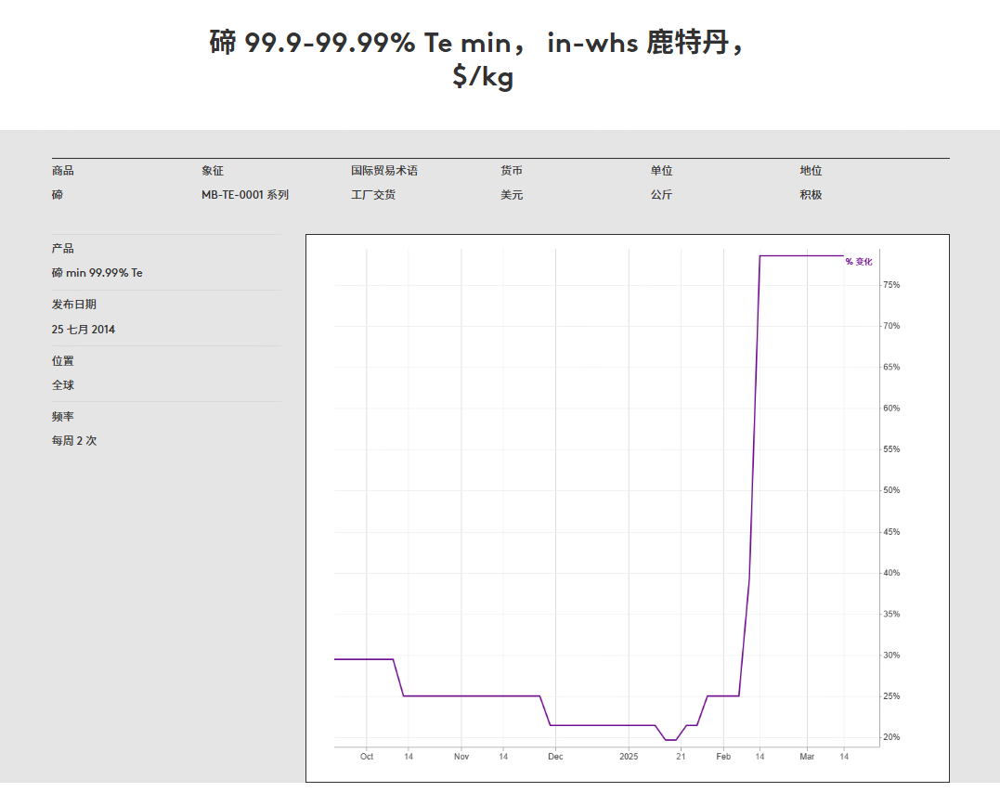 碲 99.9-99.99% Te min， in-whs 鹿特丹，
$/kg
商品
象征
国际贸易术语
货币
单位
地位
碲
MB-TE-0001 系列
工厂交货
美元
公斤
积极
产品
碲 min 99.99% Te
发布日期
25 七月 2014
位置
全球
频率
每周 2 次
% 变化
75%
70%
65%
60%
55%
50%
45%
40%
35%
30%
25%
20%
Oct
14
Nov
14
Dec
2025
21
Feb
14
Mar
14